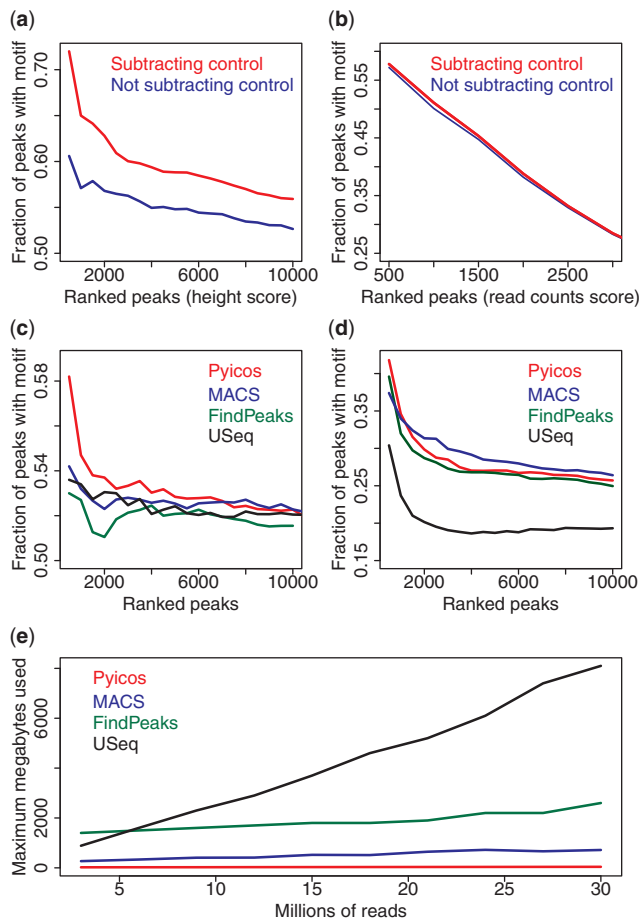 (a)
Fraction of peaks with motif
0.50 0.60 0.70
Subtracting control
Not subtracting control
2000 6000 10000
Ranked peaks (height score)
(b)
Fraction of peaks with motif
0.25 0.35 0.45 0.55
Subtracting control
Not subtracting control
500 1500 2500
Ranked peaks (read counts score)
(c)
Fraction of peaks with motif
0.50 0.54 0.58
Pyicos
MACS
FindPeaks
USeq
2000 6000 10000
Ranked peaks
(d)
Fraction of peaks with motif
0.15 0.25 0.35
Pyicos
MACS
FindPeaks
USeq
2000 6000 10000
Ranked peaks
(e)
Maximum megabytes used
0 2000 6000
Pyicos
MACS
FindPeaks
USeq
5 10 15 20 25 30
Millions of reads